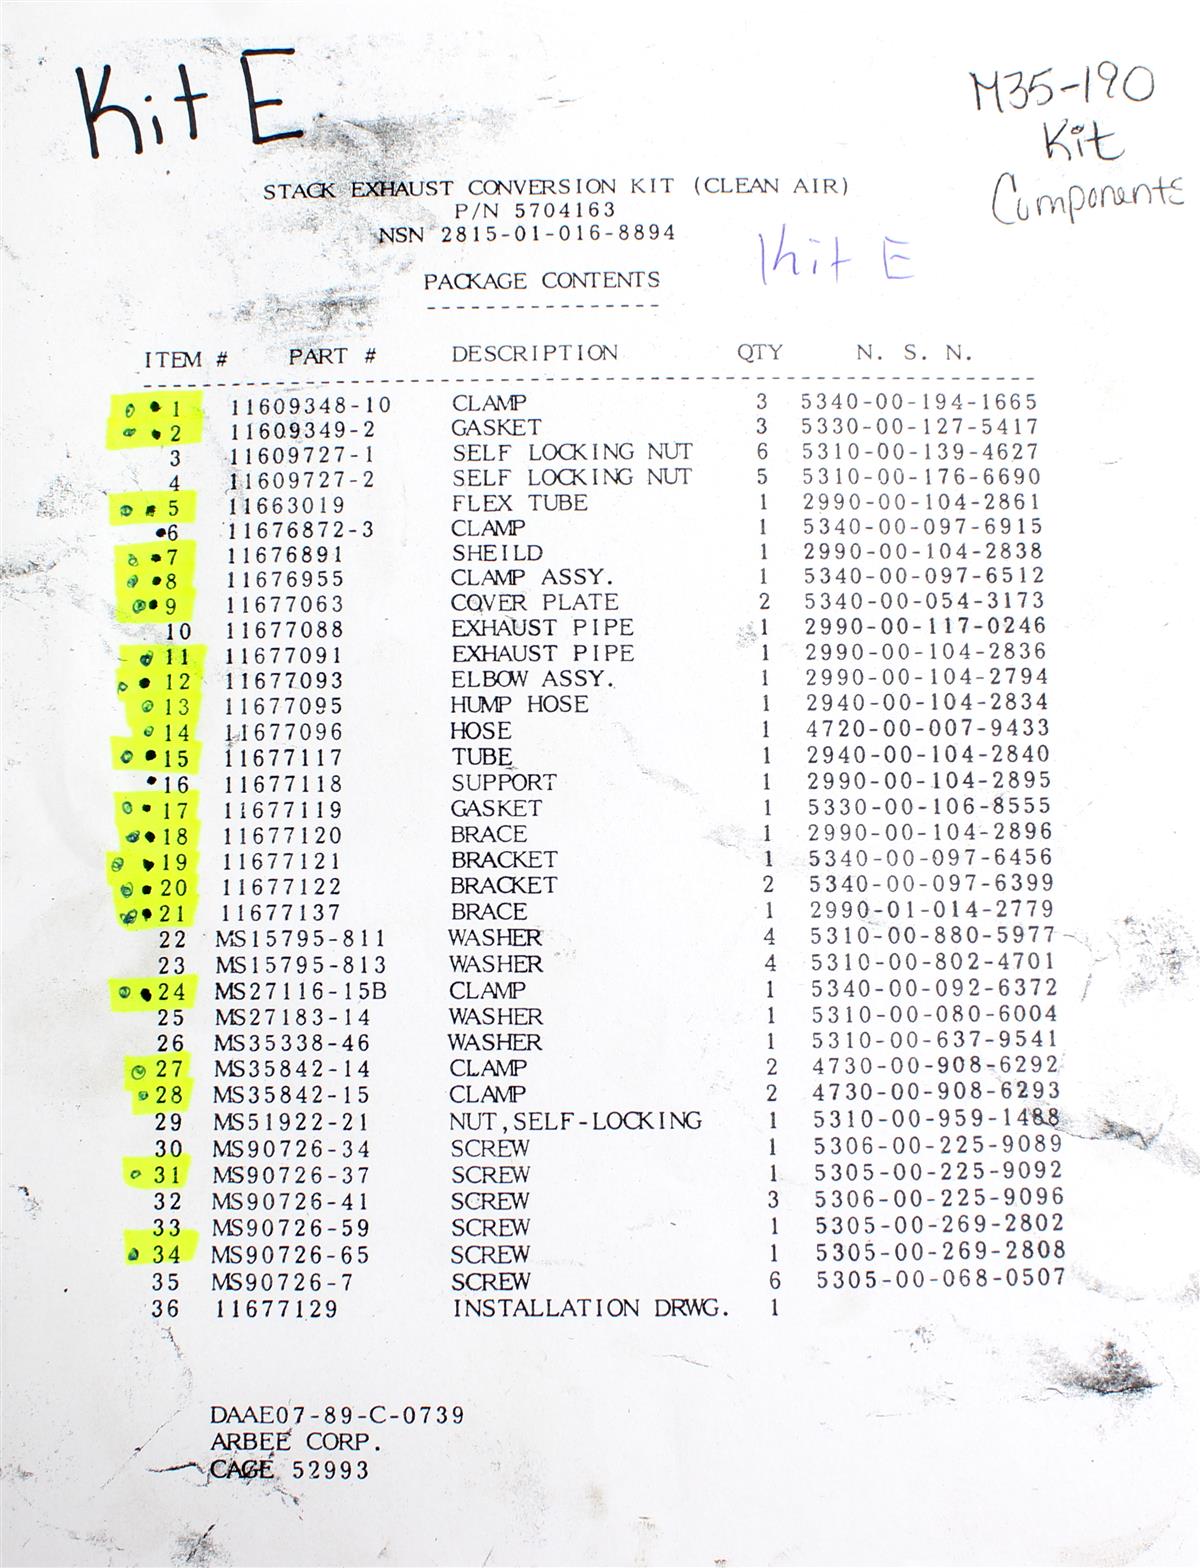 Kit E
M35-190
Kit
Components
STACK EXHAUST CONVERSION KIT (CLEAN AIR)
P/N 5704163
NSN 2815-01-016-8894
Kit E
PACKAGE CONTENTS
ITEM # PART # DESCRIPTION QTY N. S. N.
1 11609348-10 CLAMP 3 5340-00-194-1665
2 11609349-2 GASKET 3 5330-00-127-5417
3 11609727-1 SELF LOCKING NUT 6 5310-00-139-4627
4 11609727-2 SELF LOCKING NUT 5 5310-00-176-6690
5 11663019 FLEX TUBE 1 2990-00-104-2861
6 11676872-3 CLAMP 1 5340-00-097-6915
7 11676891 SHEILD 1 2990-00-104-2838
8 11676955 CLAMP ASSY. 1 5340-00-097-6512
9 11677063 COVER PLATE 2 5340-00-054-3173
10 11677088 EXHAUST PIPE 1 2990-00-117-0246
11 11677091 EXHAUST PIPE 1 2990-00-104-2836
12 11677093 ELBOW ASSY. 1 2990-00-104-2794
13 11677095 HUMP HOSE 1 2940-00-104-2834
14 11677096 HOSE 1 4720-00-007-9433
15 11677117 TUBE 1 2940-00-104-2840
16 11677118 SUPPORT 1 2990-00-104-2895
17 11677119 GASKET 1 5330-00-106-8555
18 11677120 BRACE 1 2990-00-104-2896
19 11677121 BRACKET 1 5340-00-097-6456
20 11677122 BRACKET 2 5340-00-097-6399
21 11677137 BRACE 1 2990-01-014-2779
22 MS15795-811 WASHER 4 5310-00-880-5977
23 MS15795-813 WASHER 4 5310-00-802-4701
24 MS27116-15B CLAMP 1 5340-00-092-6372
25 MS27183-14 WASHER 1 5310-00-080-6004
26 MS35338-46 WASHER 1 5310-00-637-9541
27 MS35842-14 CLAMP 2 4730-00-908-6292
28 MS35842-15 CLAMP 2 4730-00-908-6293
29 MS51922-21 NUT,SELF-LOCKING 1 5310-00-959-1488
30 MS90726-34 SCREW 1 5306-00-225-9089
31 MS90726-37 SCREW 1 5305-00-225-9092
32 MS90726-41 SCREW 3 5306-00-225-9096
33 MS90726-59 SCREW 1 5305-00-269-2802
34 MS90726-65 SCREW 1 5305-00-269-2808
35 MS90726-7 SCREW 6 5305-00-068-0507
36 11677129 INSTALLATION DRWG. 1
DAAE07-89-C-0739
ARBEE CORP.
CAGE 52993